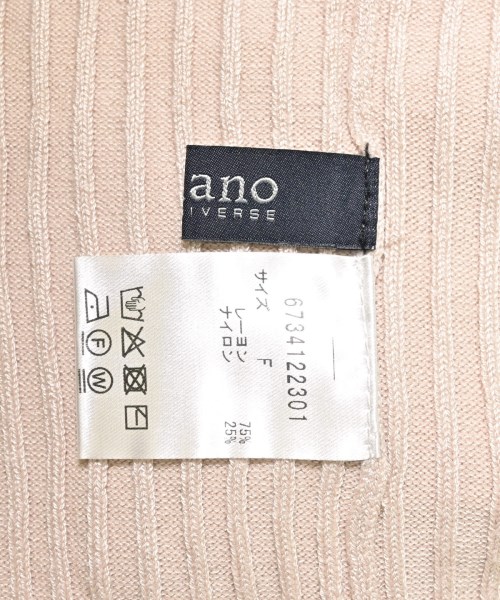 ano
IVERSE
6734122301
サイズ F
レーヨン 75%
ナイロン 25%
F
W